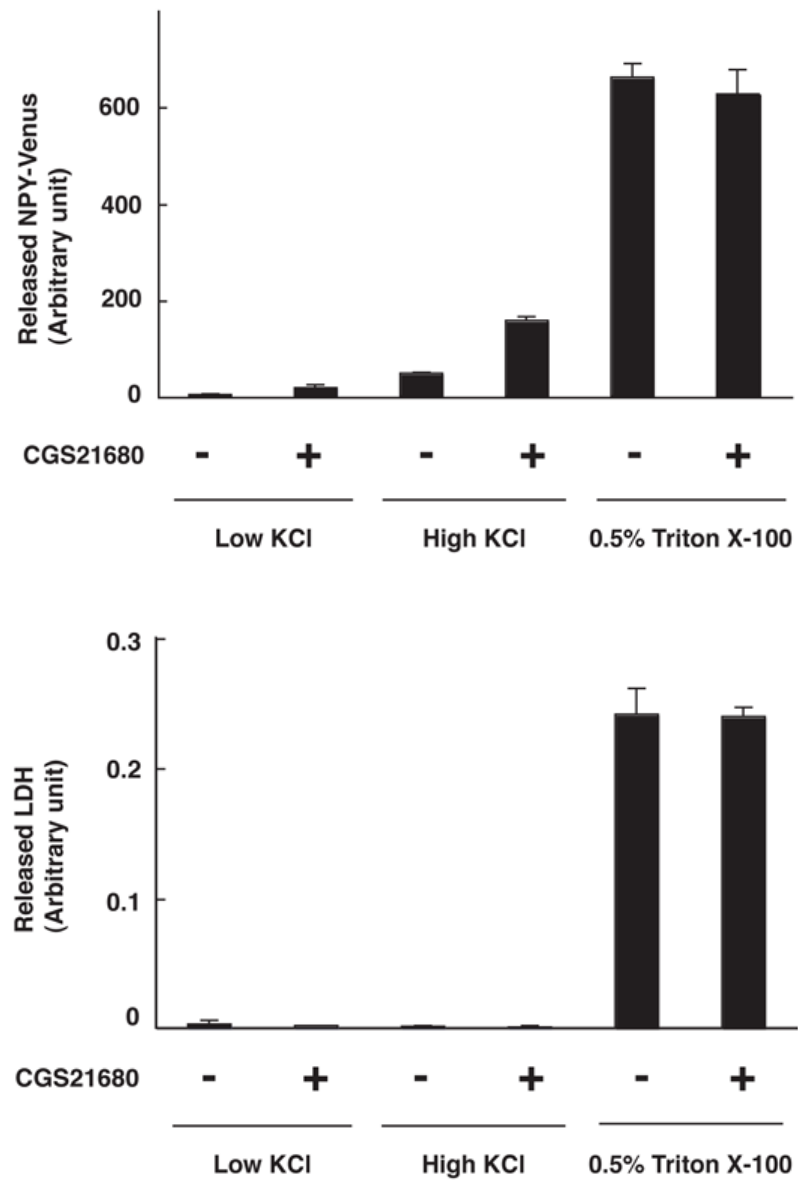 Released NPY-Venus
(Arbitrary unit)
600
400
200
0
CGS21680 - + - + - +
Low KCl High KCl 0.5% Triton X-100
Released LDH
(Arbitrary unit)
0.3
0.2
0.1
0
CGS21680 - + - + - +
Low KCl High KCl 0.5% Triton X-100